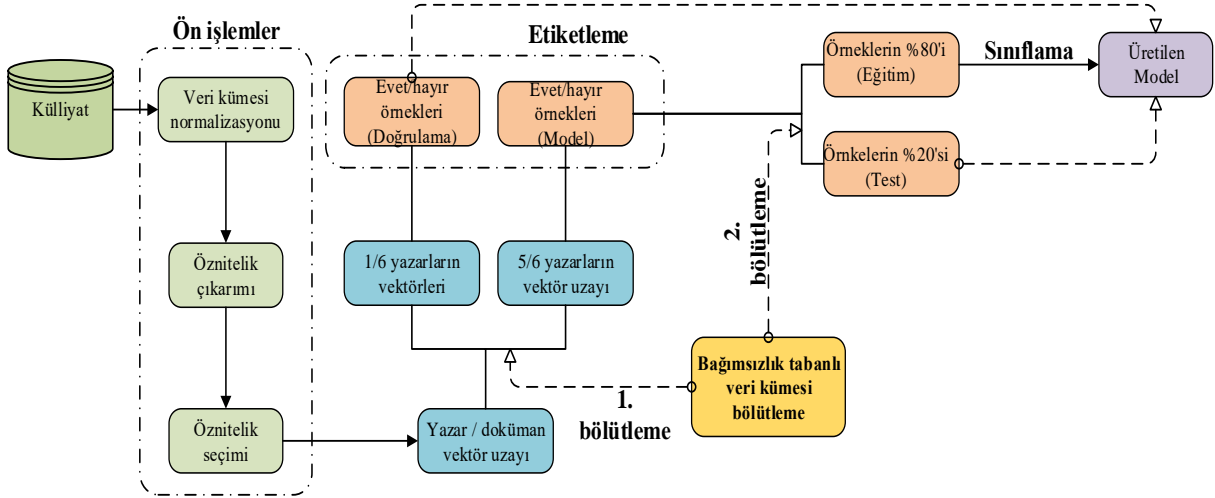 Ön işlemler
Külliyat
Veri kümesi
normalizasyonu
Öznitelik
çıkarımı
Öznitelik
seçimi
Etiketleme
Evet/hayır
örnekleri
(Doğrulama)
Evet/hayır
örnekleri
(Model)
1/6 yazarların
vektörleri
5/6 yazarların
vektör uzayı
Yazar / doküman
vektör uzayı
1.
bölütleme
Bağımsızlık tabanlı
veri kümesi
bölütleme
2.
bölütleme
Örneklerin %80'i
(Eğitim)
Örnkelerin %20'si
(Test)
Sınıflama
Üretilen
Model